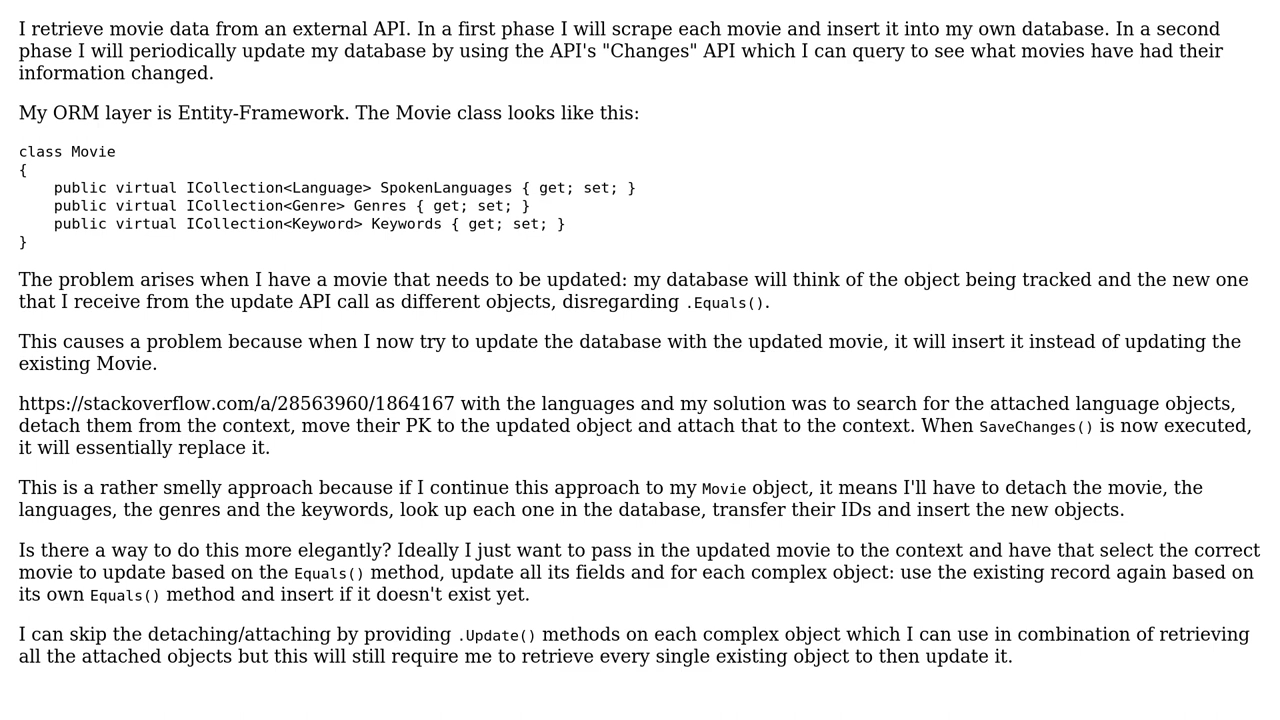 I retrieve movie data from an external API. In a first phase I will scrape each movie and insert it into my own database. In a second
phase I will periodically update my database by using the API's "Changes" API which I can query to see what movies have had their
information changed.
My ORM layer is Entity-Framework. The Movie class looks like this:
class Movie
{
    public virtual ICollection<Language> SpokenLanguages { get; set; }
    public virtual ICollection<Genre> Genres { get; set; }
    public virtual ICollection<Keyword> Keywords { get; set; }
}
The problem arises when I have a movie that needs to be updated: my database will think of the object being tracked and the new one
that I receive from the update API call as different objects, disregarding .Equals().
This causes a problem because when I now try to update the database with the updated movie, it will insert it instead of updating the
existing Movie.
https://stackoverflow.com/a/28563960/1864167 with the languages and my solution was to search for the attached language objects,
detach them from the context, move their PK to the updated object and attach that to the context. When SaveChanges() is now executed,
it will essentially replace it.
This is a rather smelly approach because if I continue this approach to my Movie object, it means I'll have to detach the movie, the
languages, the genres and the keywords, look up each one in the database, transfer their IDs and insert the new objects.
Is there a way to do this more elegantly? Ideally I just want to pass in the updated movie to the context and have that select the correct
movie to update based on the Equals() method, update all its fields and for each complex object: use the existing record again based on
its own Equals() method and insert if it doesn't exist yet.
I can skip the detaching/attaching by providing .Update() methods on each complex object which I can use in combination of retrieving
all the attached objects but this will still require me to retrieve every single existing object to then update it.